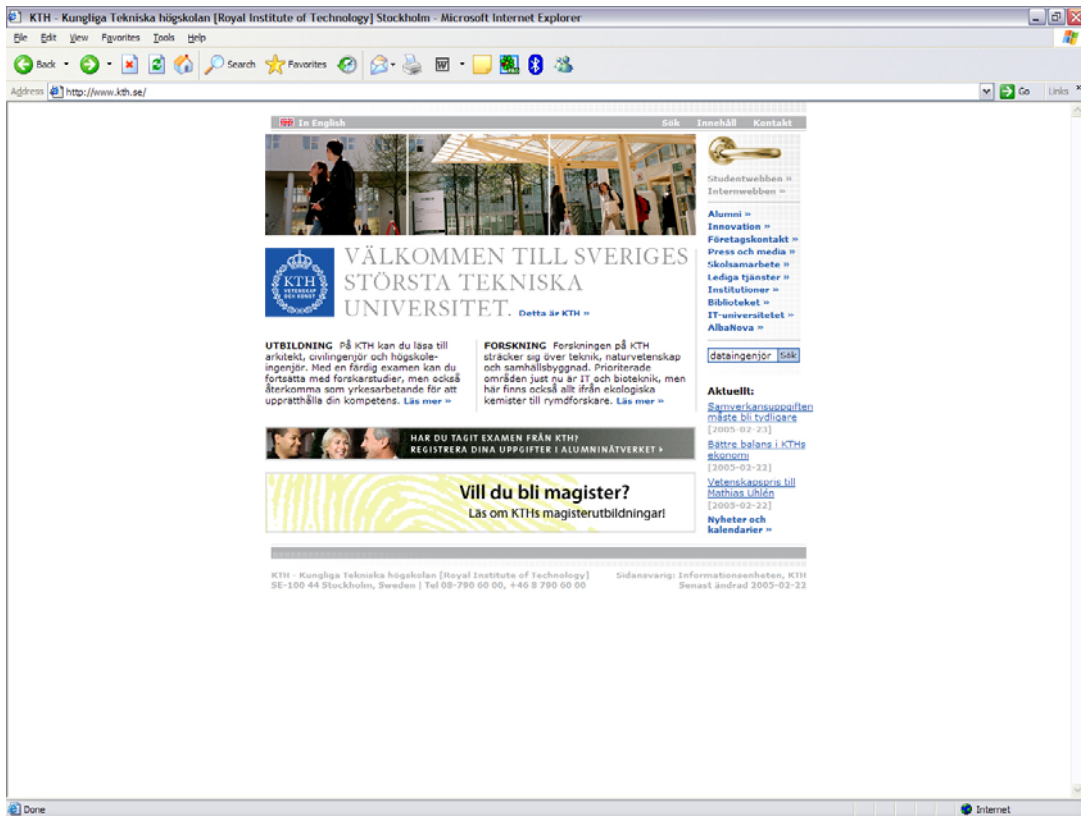 KTH - Kungliga Tekniska högskolan [Royal Institute of Technology] Stockholm - Microsoft Internet Explorer
File Edit View Favorites Tools Help
Back Search Favorites
Address http://www.kth.se/ Go Links
In English Sök Innehåll Kontakt
Studentwebben »
Internwebben »
Alumni »
Innovation »
Företagskontakt »
Press och media »
Skolsamarbete »
Lediga tjänster »
Institutioner »
Biblioteket »
IT-universitetet »
AlbaNova »
dataingenjör Sök
KTH
VETENSKAP
OCH KONST
VÄLKOMMEN TILL SVERIGES
STÖRSTA TEKNISKA
UNIVERSITET. Detta är KTH »
UTBILDNING På KTH kan du läsa till
arkitekt, civilingenjör och högskole-
ingenjör. Med en färdig examen kan du
fortsätta med forskarstudier, men också
återkomma som yrkesarbetande för att
upprätthålla din kompetens. Läs mer »
FORSKNING Forskningen på KTH
sträcker sig över teknik, naturvetenskap
och samhällsbyggnad. Prioriterade
områden just nu är IT och bioteknik, men
här finns också allt ifrån ekologiska
kemister till rymdforskare. Läs mer »
Aktuellt:
Samverkansuppgiften
måste bli tydligare
[2005-02-23]
Bättre balans i KTHs
ekonomi
[2005-02-22]
Vetenskapspris till
Mathias Uhlén
[2005-02-22]
Nyheter och
kalendarier »
HAR DU TAGIT EXAMEN FRÅN KTH?
REGISTRERA DINA UPPGIFTER I ALUMNINÄTVERKET
Vill du bli magister?
Läs om KTHs magisterutbildningar!
KTH - Kungliga Tekniska högskolan [Royal Institute of Technology] Sidansvarig: Informationsenheten, KTH
SE-100 44 Stockholm, Sweden | Tel 08-790 60 00, +46 8 790 60 00 Senast ändrad 2005-02-22
Done Internet